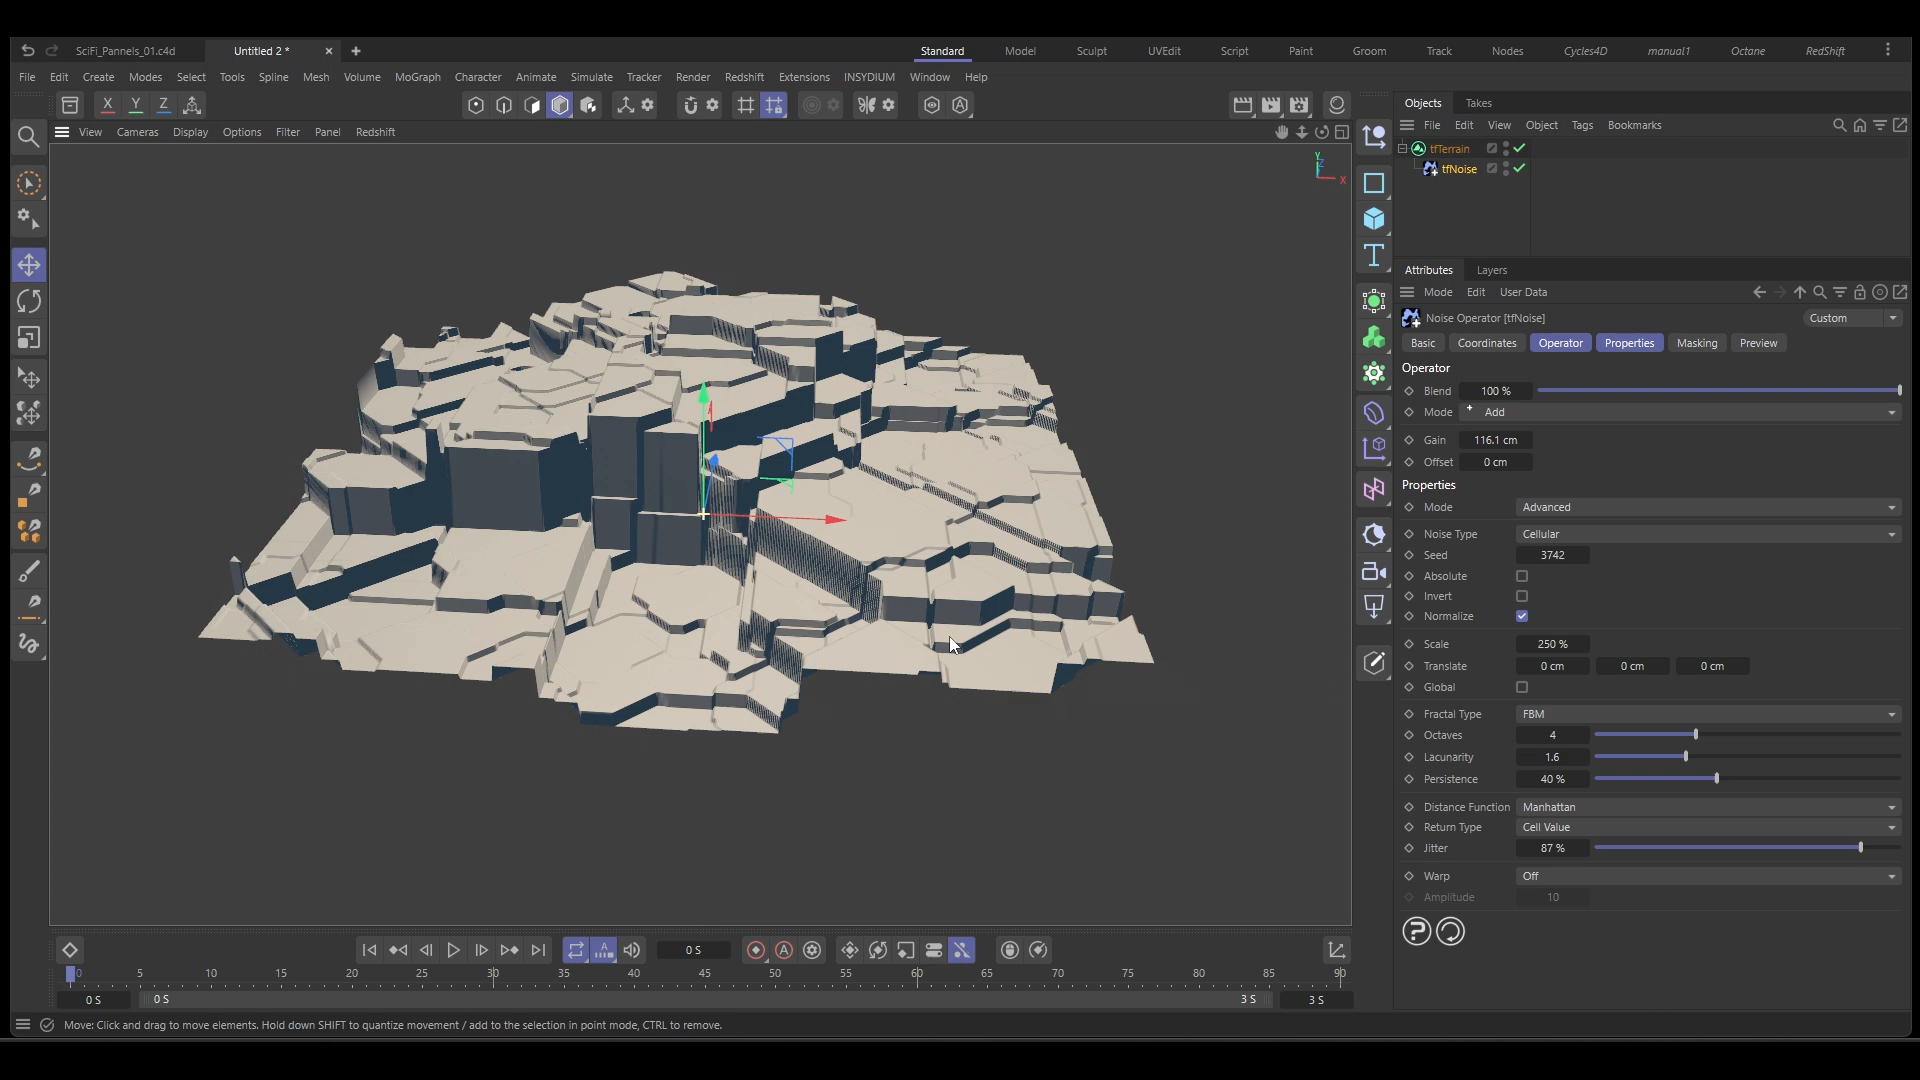 SciFi_Pannels_01.c4d
Untitled 2 *
Standard Model Sculpt UVEdit Script Paint Groom Track Nodes Cycles4D manual1 Octane RedShift
File Edit Create Modes Select Tools Spline Mesh Volume MoGraph Character Animate Simulate Tracker Render Redshift Extensions INSYDIUM Window Help
X Y Z
Objects Takes
File Edit View Object Tags Bookmarks
View Cameras Display Options Filter Panel Redshift
tfTerrain
tfNoise
Y
Z
X
Attributes Layers
Mode Edit User Data
Noise Operator [tfNoise]
Custom
Basic Coordinates Operator Properties Masking Preview
Operator
Blend 100 %
Mode Add
Gain 116.1 cm
Offset 0 cm
Properties
Mode Advanced
Noise Type Cellular
Seed 3742
Absolute
Invert
Normalize
Scale 250 %
Translate 0 cm 0 cm 0 cm
Global
Fractal Type FBM
Octaves 4
Lacunarity 1.6
Persistence 40 %
Distance Function Manhattan
Return Type Cell Value
Jitter 87 %
Warp Off
Amplitude 10
0 S
0 5 10 15 20 25 30 35 40 45 50 55 60 65 70 75 80 85 90
0 S 0 S 3 S 3 S
Move: Click and drag to move elements. Hold down SHIFT to quantize movement / add to the selection in point mode, CTRL to remove.